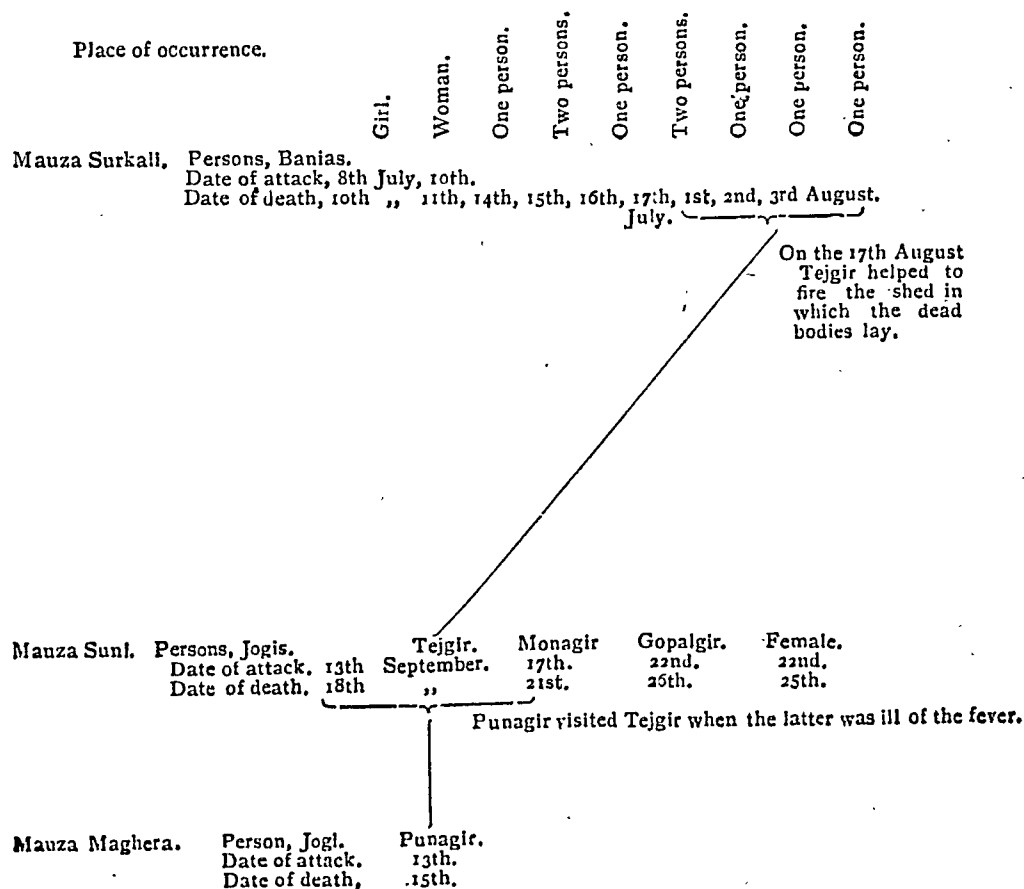 Place of occurrence.
Girl.
Woman.
One person.
Two persons.
One person.
Two persons.
One person.
One person.
One person.
Mauza Surkali. Persons, Banias.
Date of attack, 8th July, 10th.
Date of death, 10th „ 11th, 14th, 15th, 16th, 17th, 1st, 2nd, 3rd August.
July.
On the 17th August
Tejgir helped to
fire the shed in
which the dead
bodies lay.
Mauza Suni. Persons, Jogis. Tejgir. Monagir Gopalgir. Female.
Date of attack. 13th September. 17th. 22nd. 22nd.
Date of death. 18th „ 21st. 26th. 25th.
Punagir visited Tejgir when the latter was ill of the fever.
Mauza Maghera. Person, Jogi. Punagir.
Date of attack. 13th.
Date of death, 15th.